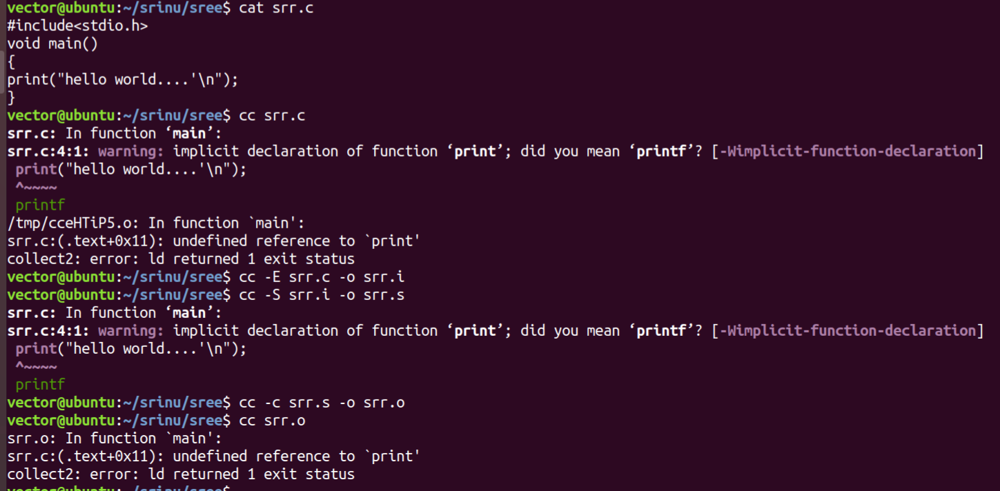 vector@ubuntu:~/srinu/sree$ cat srr.c
#include<stdio.h>
void main()
{
print("hello world....'\n");
}
vector@ubuntu:~/srinu/sree$ cc srr.c
srr.c: In function ‘main’:
srr.c:4:1: warning: implicit declaration of function ‘print’; did you mean ‘printf’? [-Wimplicit-function-declaration]
 print("hello world....'\n");
 ^~~~~
 printf
/tmp/cceHTiP5.o: In function `main':
srr.c:(.text+0x11): undefined reference to `print'
collect2: error: ld returned 1 exit status
vector@ubuntu:~/srinu/sree$ cc -E srr.c -o srr.i
vector@ubuntu:~/srinu/sree$ cc -S srr.i -o srr.s
srr.c: In function ‘main’:
srr.c:4:1: warning: implicit declaration of function ‘print’; did you mean ‘printf’? [-Wimplicit-function-declaration]
 print("hello world....'\n");
 ^~~~~
 printf
vector@ubuntu:~/srinu/sree$ cc -c srr.s -o srr.o
vector@ubuntu:~/srinu/sree$ cc srr.o
srr.o: In function `main':
srr.c:(.text+0x11): undefined reference to `print'
collect2: error: ld returned 1 exit status
vector@ubuntu:~/srinu/sree$